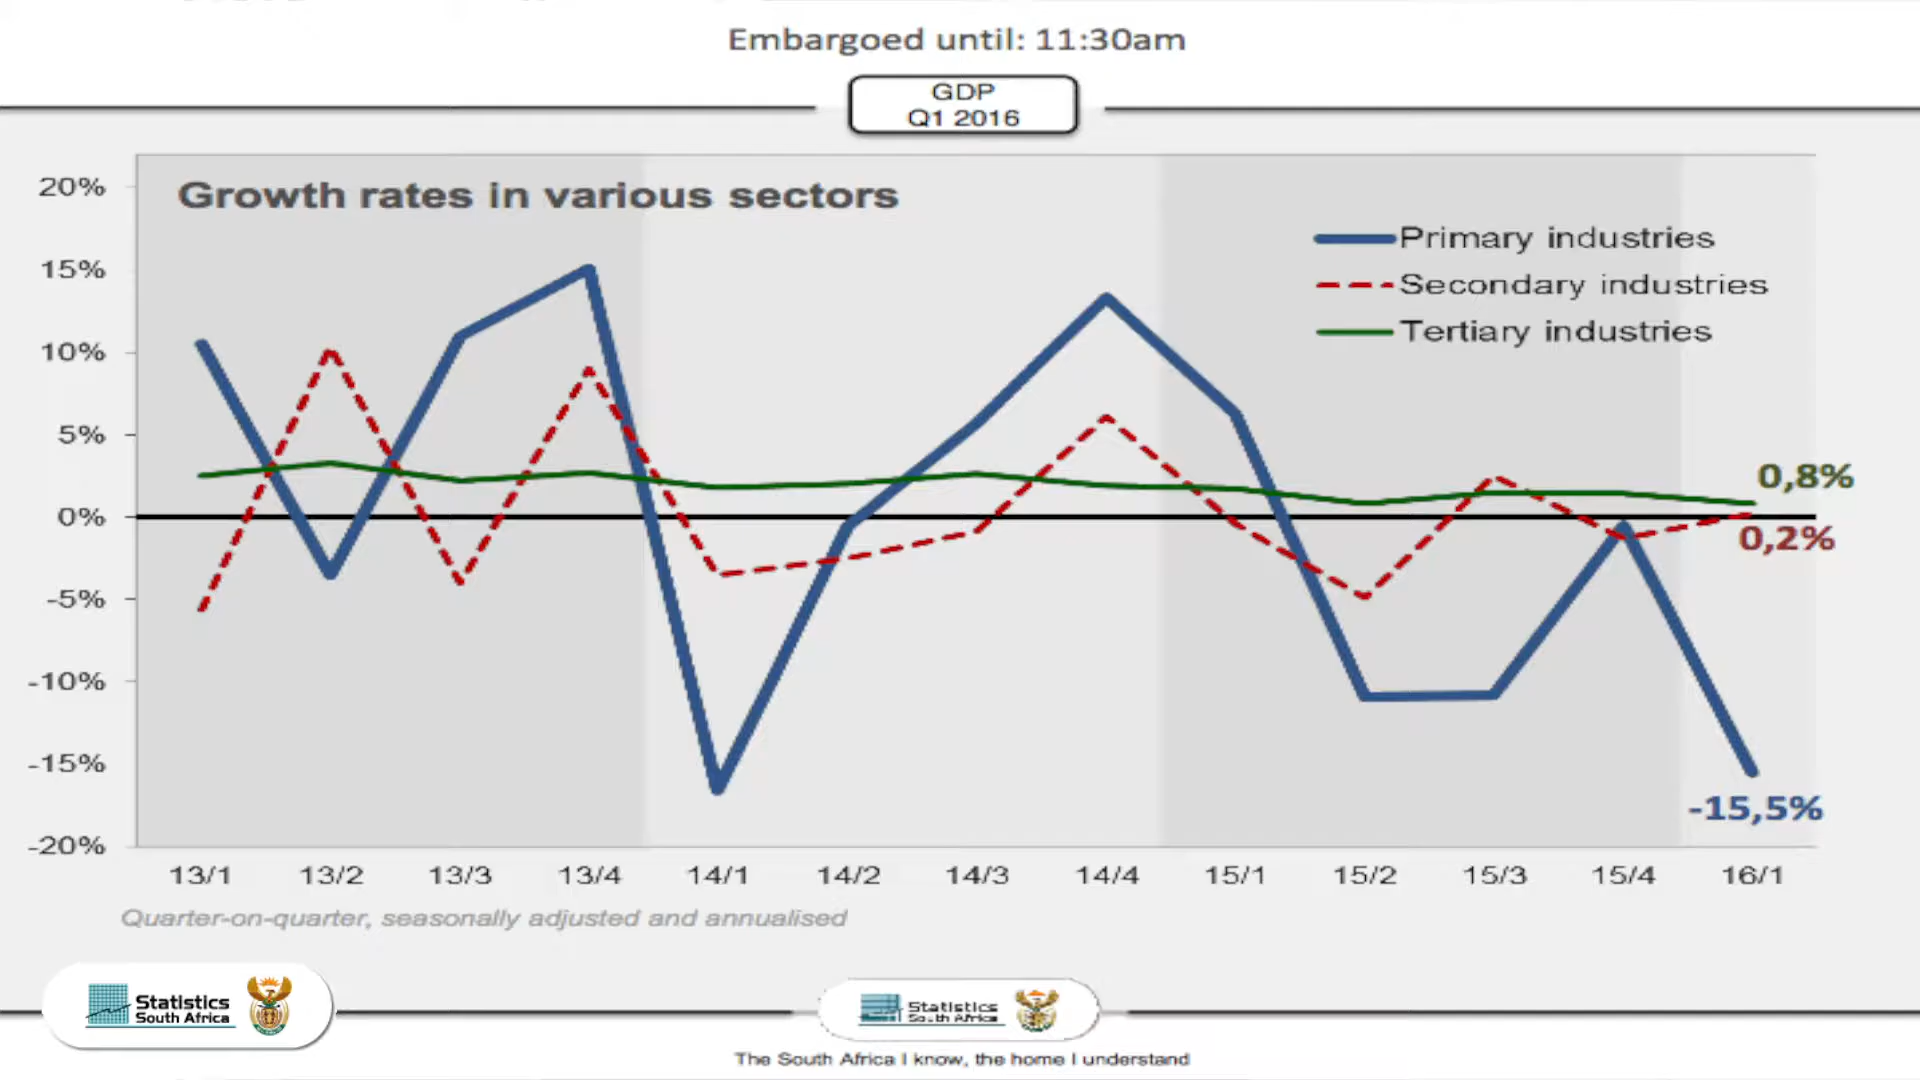 Embargoed until: 11:30am
GDP
Q1 2016
Growth rates in various sectors
Primary industries
Secondary industries
Tertiary industries
20%
15%
10%
5%
0%
-5%
-10%
-15%
-20%
0,8%
0,2%
-15,5%
13/1 13/2 13/3 13/4 14/1 14/2 14/3 14/4 15/1 15/2 15/3 15/4 16/1
Quarter-on-quarter, seasonally adjusted and annualised
Statistics
South Africa
Statistics
South Africa
The South Africa I know, the home I understand